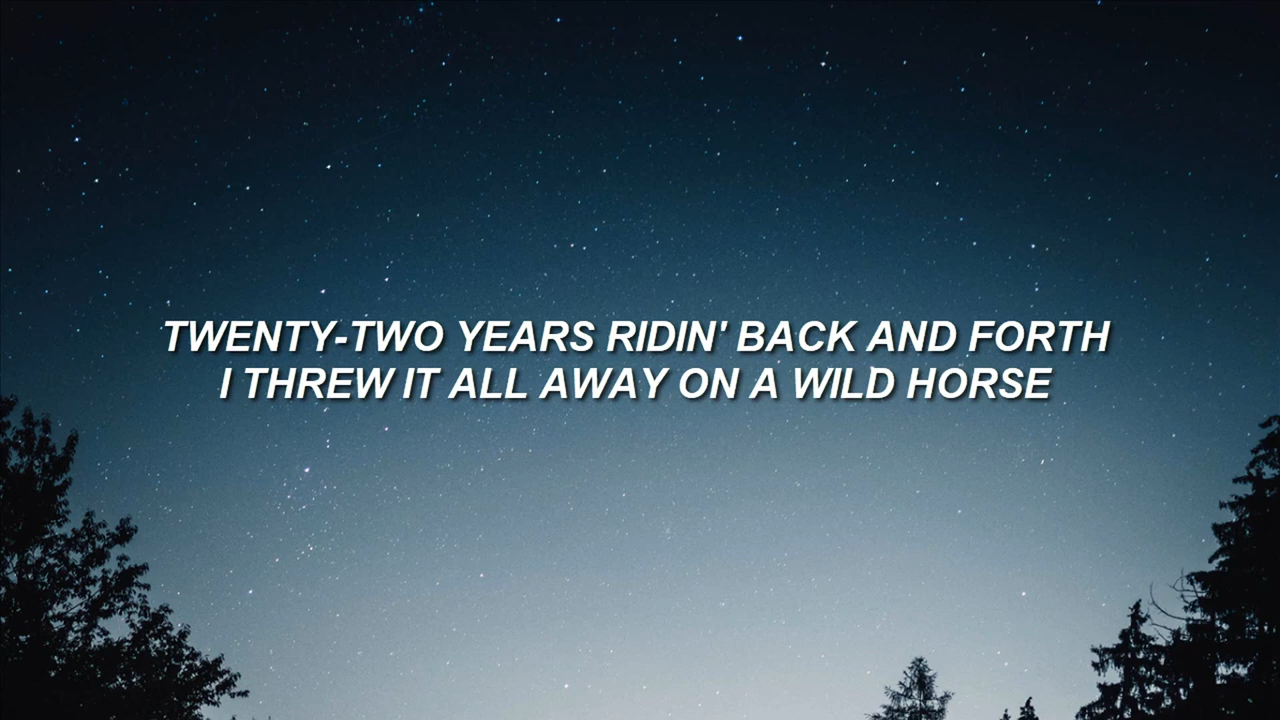 TWENTY-TWO YEARS RIDIN' BACK AND FORTH
I THREW IT ALL AWAY ON A WILD HORSE